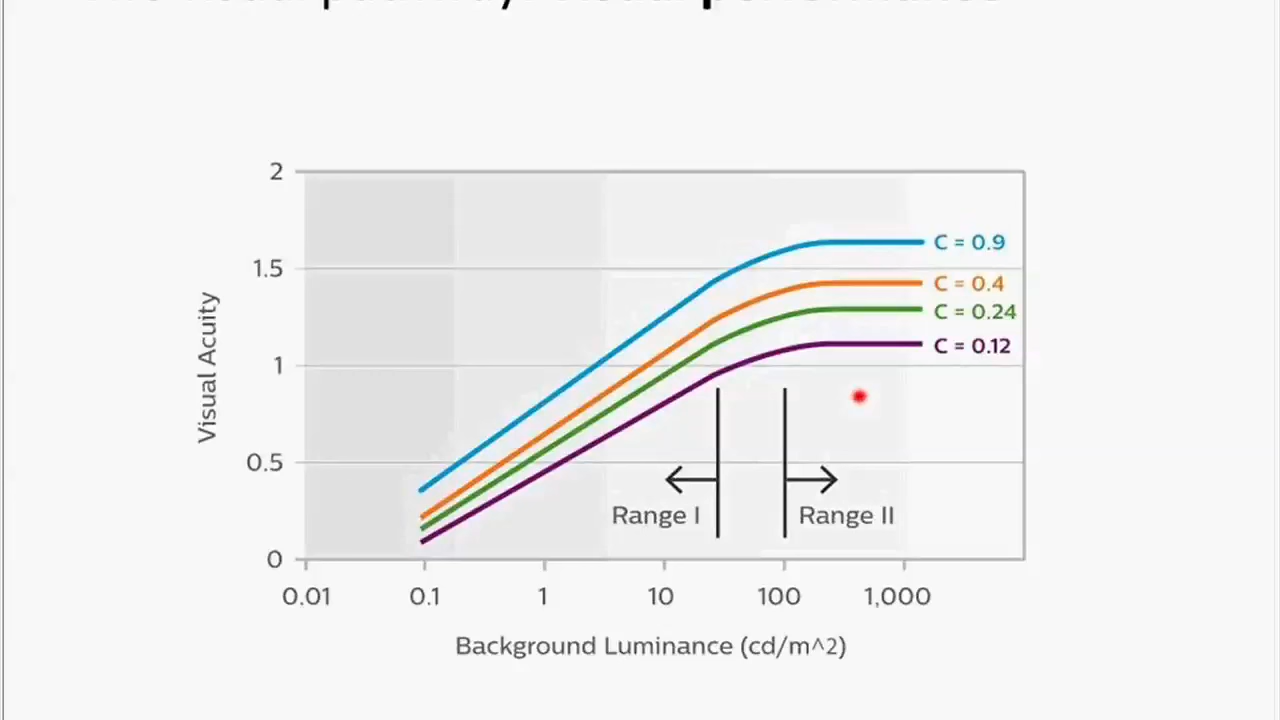 2
1.5
1
0.5
0
Visual Acuity
C = 0.9
C = 0.4
C = 0.24
C = 0.12
Range I
Range II
0.01 0.1 1 10 100 1,000
Background Luminance (cd/m^2)